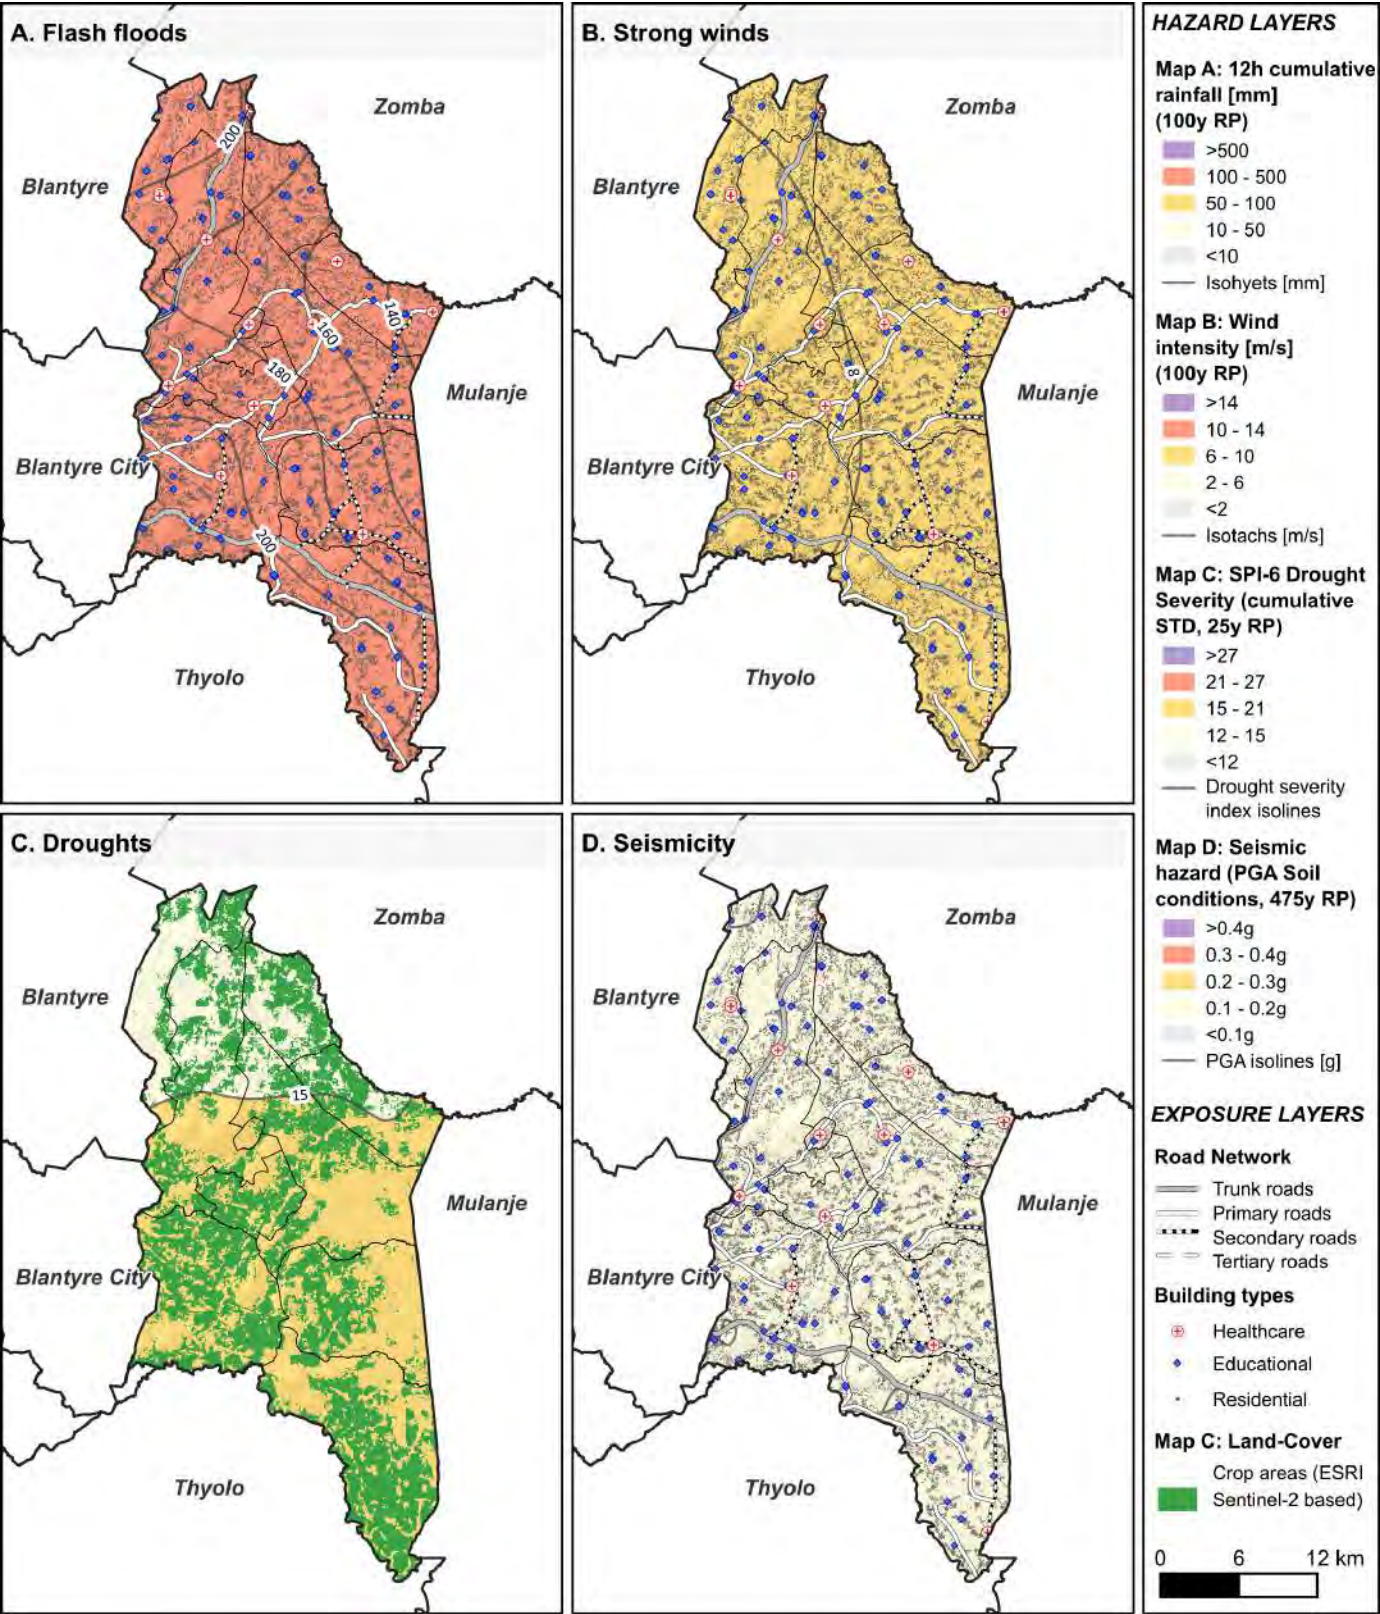 A. Flash floods
Zomba
Blantyre
200
140
160
180
Mulanje
Blantyre City
200
Thyolo
B. Strong winds
Zomba
Blantyre
8
Mulanje
Blantyre City
Thyolo
C. Droughts
Zomba
Blantyre
15
Mulanje
Blantyre City
Thyolo
D. Seismicity
Zomba
Blantyre
Mulanje
Blantyre City
Thyolo
HAZARD LAYERS
Map A: 12h cumulative
rainfall [mm]
(100y RP)
>500
100 - 500
50 - 100
10 - 50
<10
Isohyets [mm]
Map B: Wind
intensity [m/s]
(100y RP)
>14
10 - 14
6 - 10
2 - 6
<2
Isotachs [m/s]
Map C: SPI-6 Drought
Severity (cumulative
STD, 25y RP)
>27
21 - 27
15 - 21
12 - 15
<12
Drought severity
index isolines
Map D: Seismic
hazard (PGA Soil
conditions, 475y RP)
>0.4g
0.3 - 0.4g
0.2 - 0.3g
0.1 - 0.2g
<0.1g
PGA isolines [g]
EXPOSURE LAYERS
Road Network
Trunk roads
Primary roads
Secondary roads
Tertiary roads
Building types
Healthcare
Educational
Residential
Map C: Land-Cover
Crop areas (ESRI
Sentinel-2 based)
0 6 12 km